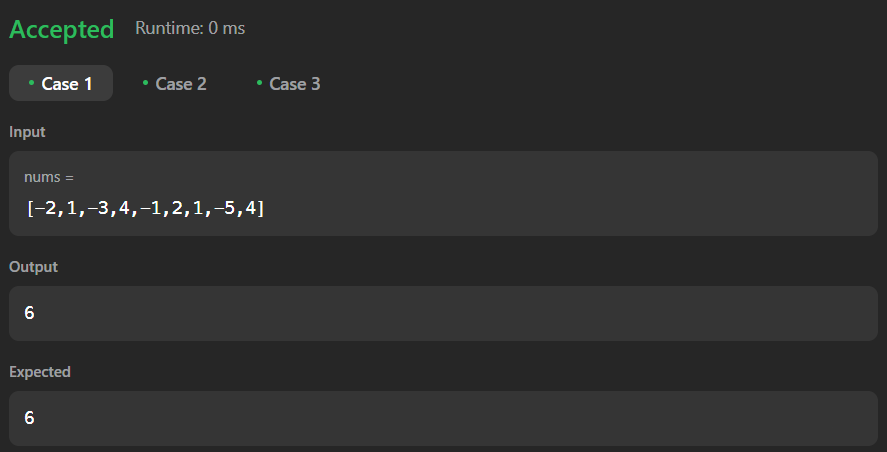 Accepted Runtime: 0 ms
• Case 1 • Case 2 • Case 3
Input
nums =
[-2,1,-3,4,-1,2,1,-5,4]
Output
6
Expected
6